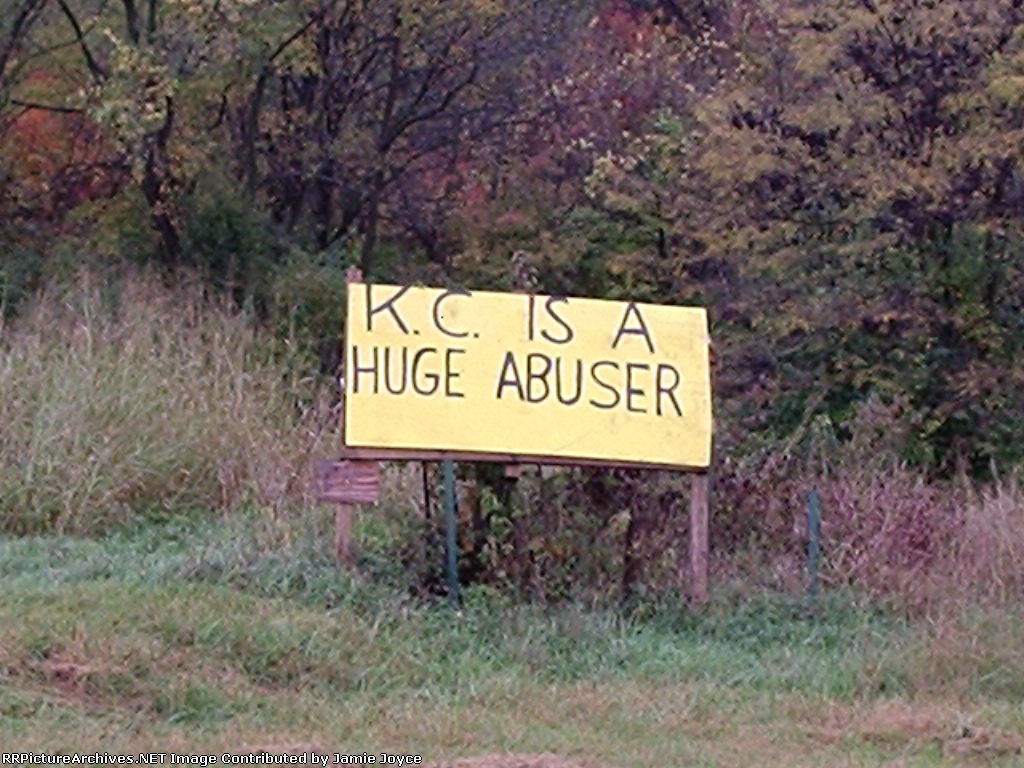 K.C. IS A
HUGE ABUSER
RRPictureArchives.NET Image Contributed by Jamie Joyce